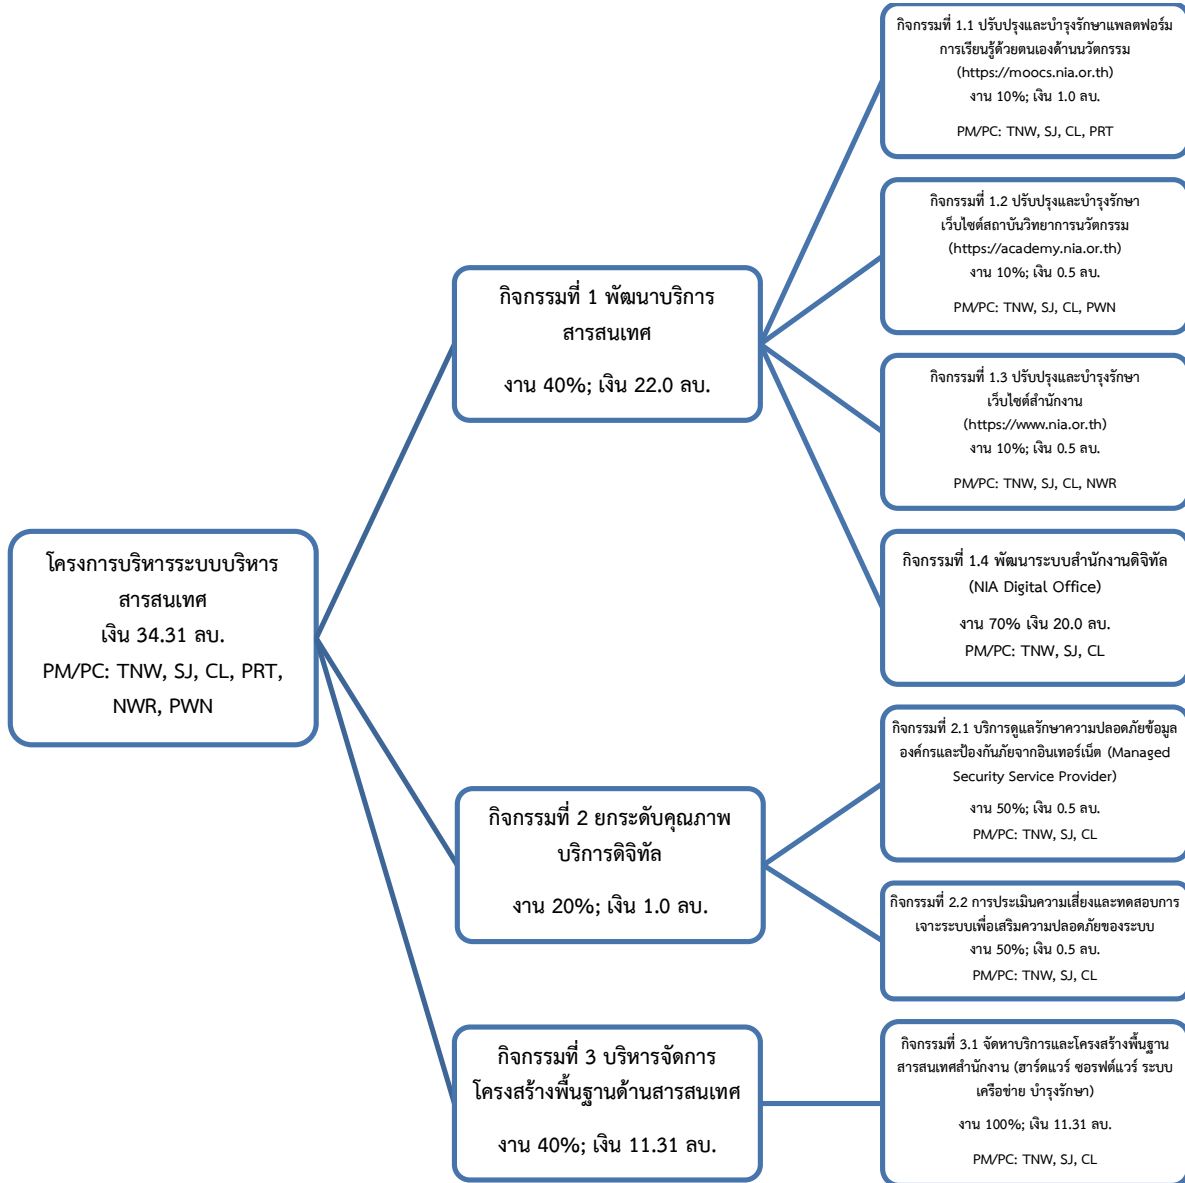 โครงการบริหารระบบบริหาร
สารสนเทศ
เงิน 34.31 ลบ.
PM/PC: TNW, SJ, CL, PRT,
NWR, PWN
กิจกรรมที่ 1 พัฒนาบริการ
สารสนเทศ
งาน 40%; เงิน 22.0 ลบ.
กิจกรรมที่ 1.1 ปรับปรุงและบำรุงรักษาแพลตฟอร์ม
การเรียนรู้ด้วยตนเองด้านนวัตกรรม
(https://moocs.nia.or.th)
งาน 10%; เงิน 1.0 ลบ.
PM/PC: TNW, SJ, CL, PRT
กิจกรรมที่ 1.2 ปรับปรุงและบำรุงรักษา
เว็บไซต์สถาบันวิทยาการนวัตกรรม
(https://academy.nia.or.th)
งาน 10%; เงิน 0.5 ลบ.
PM/PC: TNW, SJ, CL, PWN
กิจกรรมที่ 1.3 ปรับปรุงและบำรุงรักษา
เว็บไซต์สำนักงาน
(https://www.nia.or.th)
งาน 10%; เงิน 0.5 ลบ.
PM/PC: TNW, SJ, CL, NWR
กิจกรรมที่ 1.4 พัฒนาระบบสำนักงานดิจิทัล
(NIA Digital Office)
งาน 70% เงิน 20.0 ลบ.
PM/PC: TNW, SJ, CL
กิจกรรมที่ 2 ยกระดับคุณภาพ
บริการดิจิทัล
งาน 20%; เงิน 1.0 ลบ.
กิจกรรมที่ 2.1 บริการดูแลรักษาความปลอดภัยข้อมูล
องค์กรและป้องกันภัยจากอินเทอร์เน็ต (Managed
Security Service Provider)
งาน 50%; เงิน 0.5 ลบ.
PM/PC: TNW, SJ, CL
กิจกรรมที่ 2.2 การประเมินความเสี่ยงและทดสอบการ
เจาะระบบเพื่อเสริมความปลอดภัยของระบบ
งาน 50%; เงิน 0.5 ลบ.
PM/PC: TNW, SJ, CL
กิจกรรมที่ 3 บริหารจัดการ
โครงสร้างพื้นฐานด้านสารสนเทศ
งาน 40%; เงิน 11.31 ลบ.
กิจกรรมที่ 3.1 จัดหาบริการและโครงสร้างพื้นฐาน
สารสนเทศสำนักงาน (ฮาร์ดแวร์ ซอรฟต์แวร์ ระบบ
เครือข่าย บำรุงรักษา)
งาน 100%; เงิน 11.31 ลบ.
PM/PC: TNW, SJ, CL